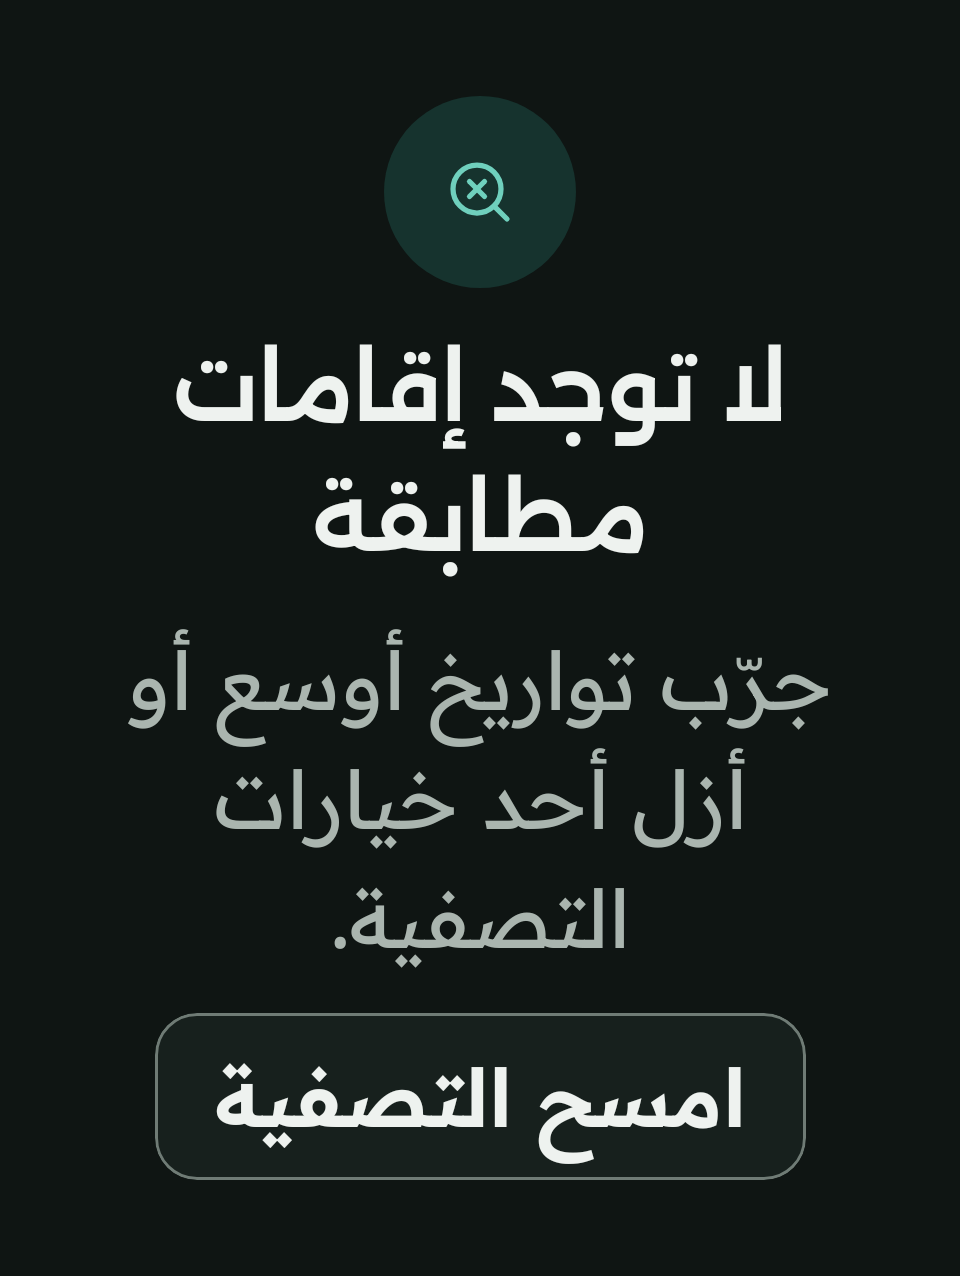 لا توجد إقامات
مطابقة
جرّب تواريخ أوسع أو
أزل أحد خيارات
التصفية.
امسح التصفية